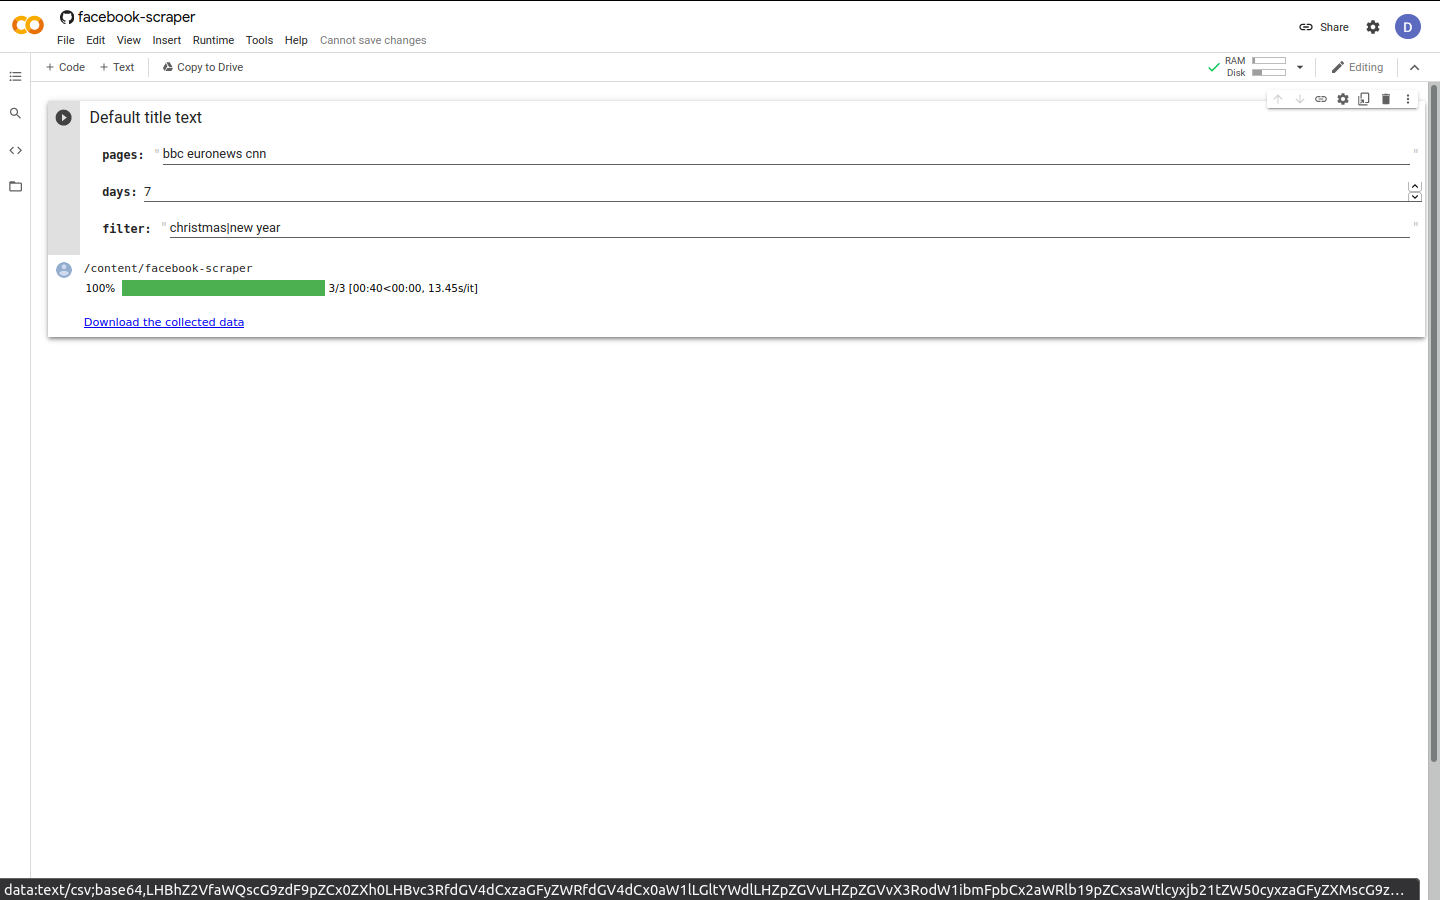 facebook-scraper
File Edit View Insert Runtime Tools Help Cannot save changes
Share
D
+ Code + Text Copy to Drive
RAM
Disk
Editing
Default title text
pages: "bbc euronews cnn"
days: 7
filter: "christmas|new year"
/content/facebook-scraper
100% 3/3 [00:40<00:00, 13.45s/it]
Download the collected data
data:text/csv;base64,LHBhZ2VfaWQscG9zdF9pZCx0ZXh0LHBvc3RfdGV4dCxzaGFyZWRfdGV4dCx0aW1lLGltYWdlLHZpZGVvLHZpZGVvX3RodW1ibmFpbCx2aWRlb19pZCxsaWtlcyxjb21tZW50cyxzaGFyZXMscG9z…